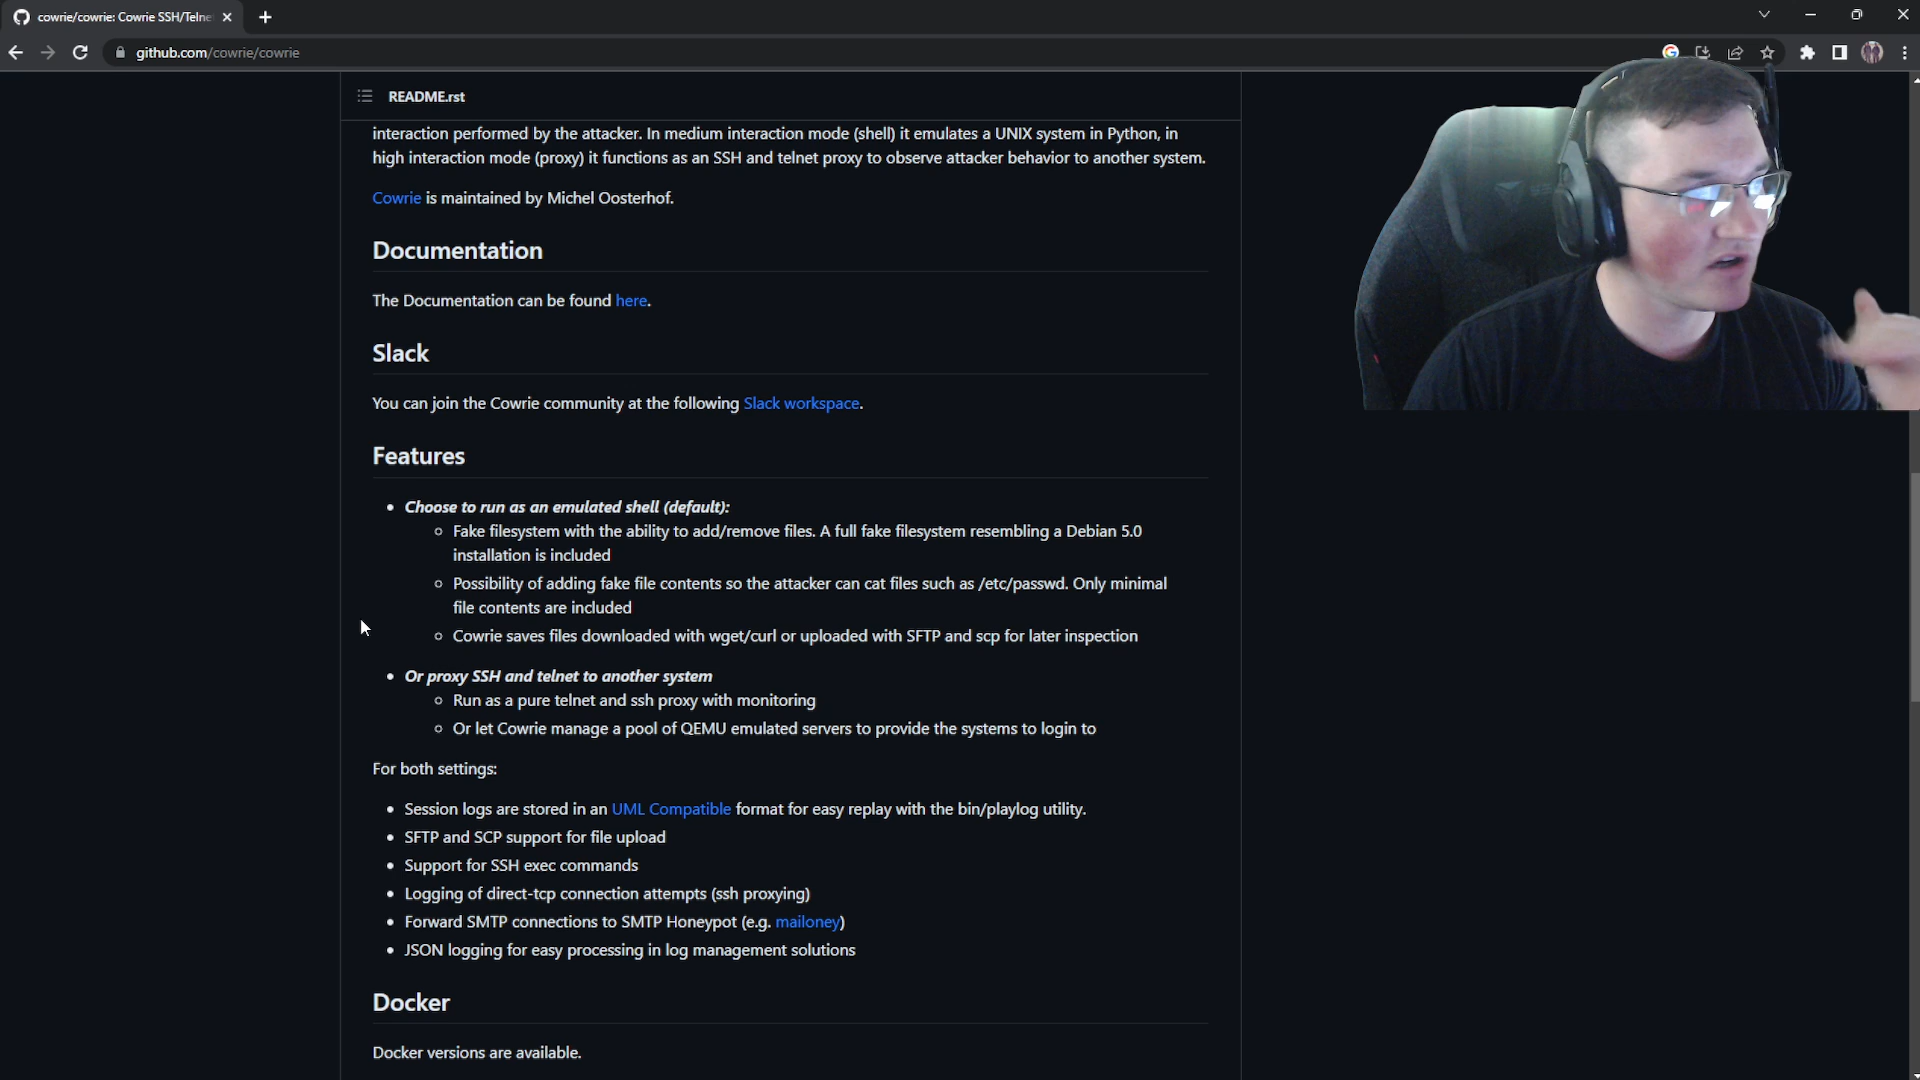 cowrie/cowrie: Cowrie SSH/Telne
github.com/cowrie/cowrie
README.rst
interaction performed by the attacker. In medium interaction mode (shell) it emulates a UNIX system in Python, in
high interaction mode (proxy) it functions as an SSH and telnet proxy to observe attacker behavior to another system.
Cowrie is maintained by Michel Oosterhof.
Documentation
The Documentation can be found here.
Slack
You can join the Cowrie community at the following Slack workspace.
Features
• Choose to run as an emulated shell (default):
○ Fake filesystem with the ability to add/remove files. A full fake filesystem resembling a Debian 5.0
installation is included
○ Possibility of adding fake file contents so the attacker can cat files such as /etc/passwd. Only minimal
file contents are included
○ Cowrie saves files downloaded with wget/curl or uploaded with SFTP and scp for later inspection
• Or proxy SSH and telnet to another system
○ Run as a pure telnet and ssh proxy with monitoring
○ Or let Cowrie manage a pool of QEMU emulated servers to provide the systems to login to
For both settings:
• Session logs are stored in an UML Compatible format for easy replay with the bin/playlog utility.
• SFTP and SCP support for file upload
• Support for SSH exec commands
• Logging of direct-tcp connection attempts (ssh proxying)
• Forward SMTP connections to SMTP Honeypot (e.g. mailoney)
• JSON logging for easy processing in log management solutions
Docker
Docker versions are available.